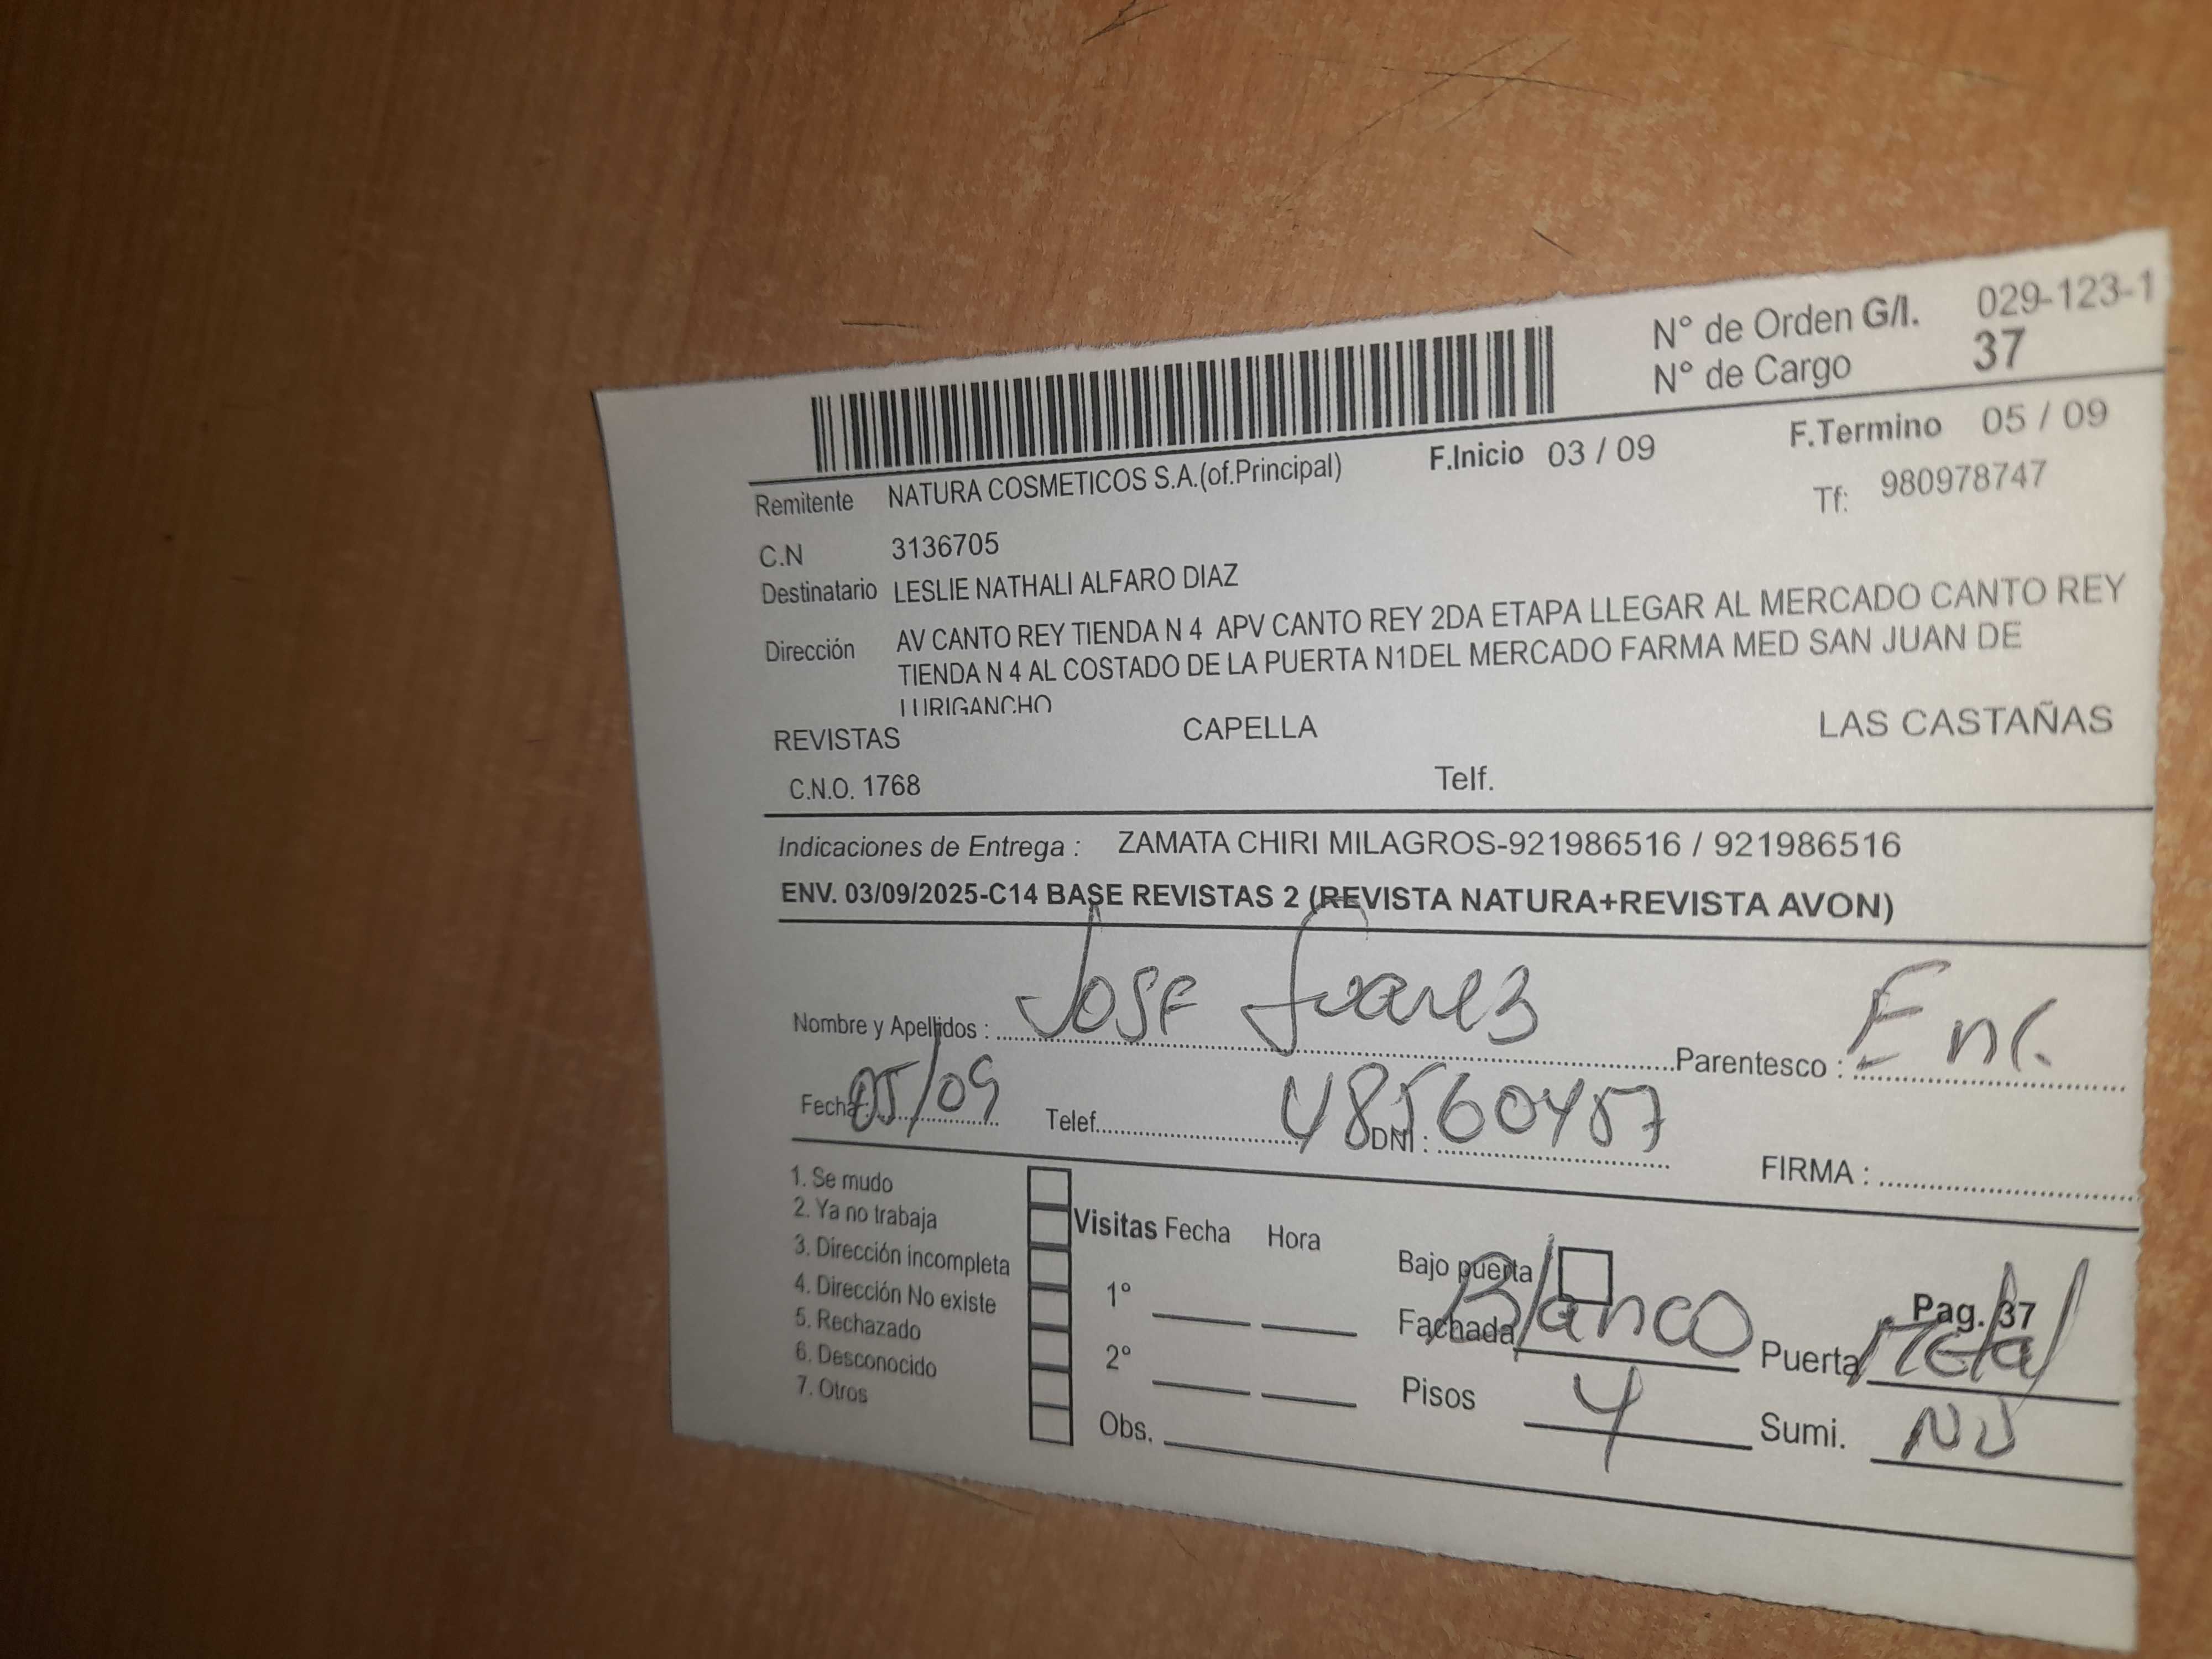 N° de Orden G/I. 029-123-1
N° de Cargo 37
F.Inicio 03 / 09 F.Termino 05 / 09
Remitente NATURA COSMETICOS S.A.(of.Principal) Tf: 980978747
C.N 3136705
Destinatario LESLIE NATHALI ALFARO DIAZ
Dirección AV CANTO REY TIENDA N 4 APV CANTO REY 2DA ETAPA LLEGAR AL MERCADO CANTO REY
TIENDA N 4 AL COSTADO DE LA PUERTA N1DEL MERCADO FARMA MED SAN JUAN DE
LURIGANCHO
REVISTAS CAPELLA LAS CASTAÑAS
C.N.O. 1768 Telf.
Indicaciones de Entrega : ZAMATA CHIRI MILAGROS-921986516 / 921986516
ENV. 03/09/2025-C14 BASE REVISTAS 2 (REVISTA NATURA+REVISTA AVON)
Nombre y Apellidos : Jose Juarez Parentesco : Enc.
Fecha: 05/09 Telef. DNI : 48560457 FIRMA :
1. Se mudo
2. Ya no trabaja
3. Dirección incompleta
4. Dirección No existe
5. Rechazado
6. Desconocido
7. Otros
Visitas Fecha Hora
1°
2°
Obs.
Bajo puerta
Fachada Blanco Puerta Metal
Pag. 37
Pisos 4 Sumi.